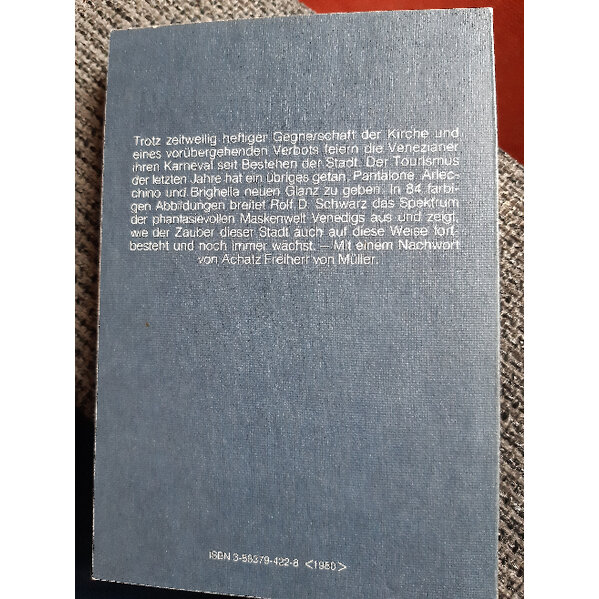 Trotz zeitweilig heftiger Gegnerschaft der Kirche und
eines vorübergehenden Verbots feiern die Venezianer
ihren Karneval seit Bestehen der Stadt. Der Tourismus
der letzten Jahre hat ein übriges getan, Pantalone, Arlec-
chino und Brighella neuen Glanz zu geben. In 84 farbi-
gen Abbildungen breitet Rolf D. Schwarz das Spektrum
der phantasievollen Maskenwelt Venedigs aus und zeigt,
wie der Zauber dieser Stadt auch auf diese Weise fort-
besteht und noch immer wächst. – Mit einem Nachwort
von Achatz Freiherr von Müller.
ISBN 3-88379-422-8 <1980>